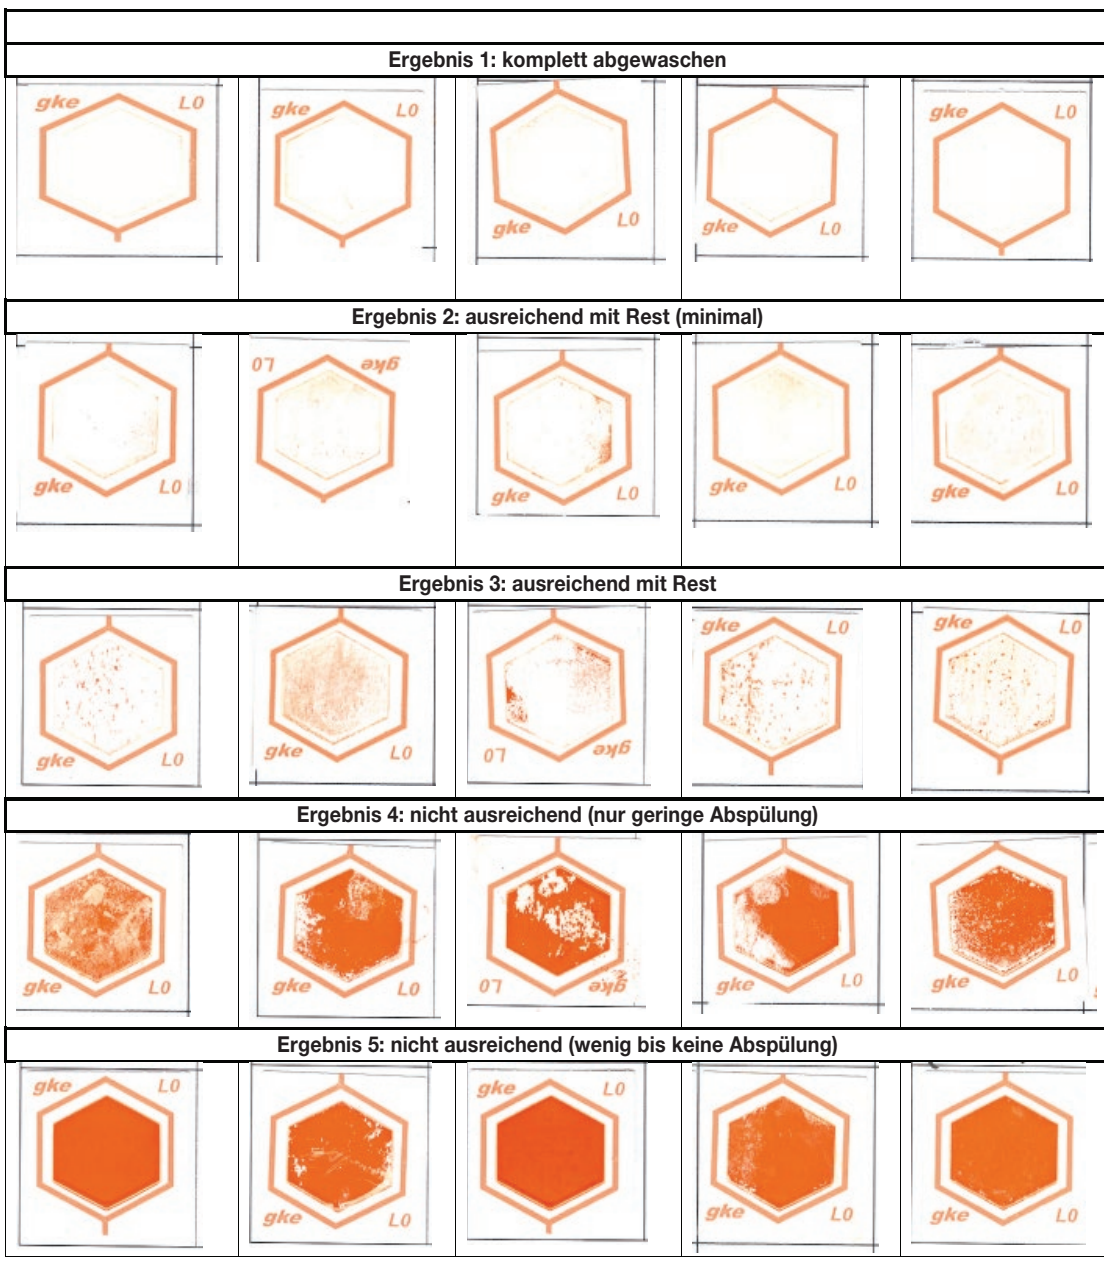 Ergebnis 1: komplett abgewaschen
gke L0 gke L0 gke L0 gke L0 gke L0
Ergebnis 2: ausreichend mit Rest (minimal)
gke L0 gke L0 gke L0 gke L0 gke L0
Ergebnis 3: ausreichend mit Rest
gke L0 gke L0 gke L0 gke L0 gke L0
Ergebnis 4: nicht ausreichend (nur geringe Abspülung)
gke L0 gke L0 gke L0 gke L0 gke L0
Ergebnis 5: nicht ausreichend (wenig bis keine Abspülung)
gke L0 gke L0 gke L0 gke L0 gke L0